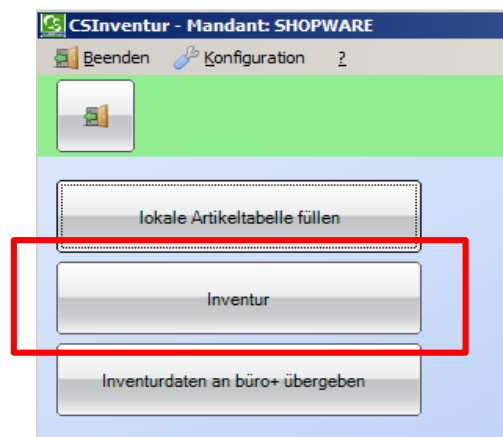 CSInventur - Mandant: SHOPWARE
Beenden Konfiguration ?
lokale Artikeltabelle füllen
Inventur
Inventurdaten an büro+ übergeben